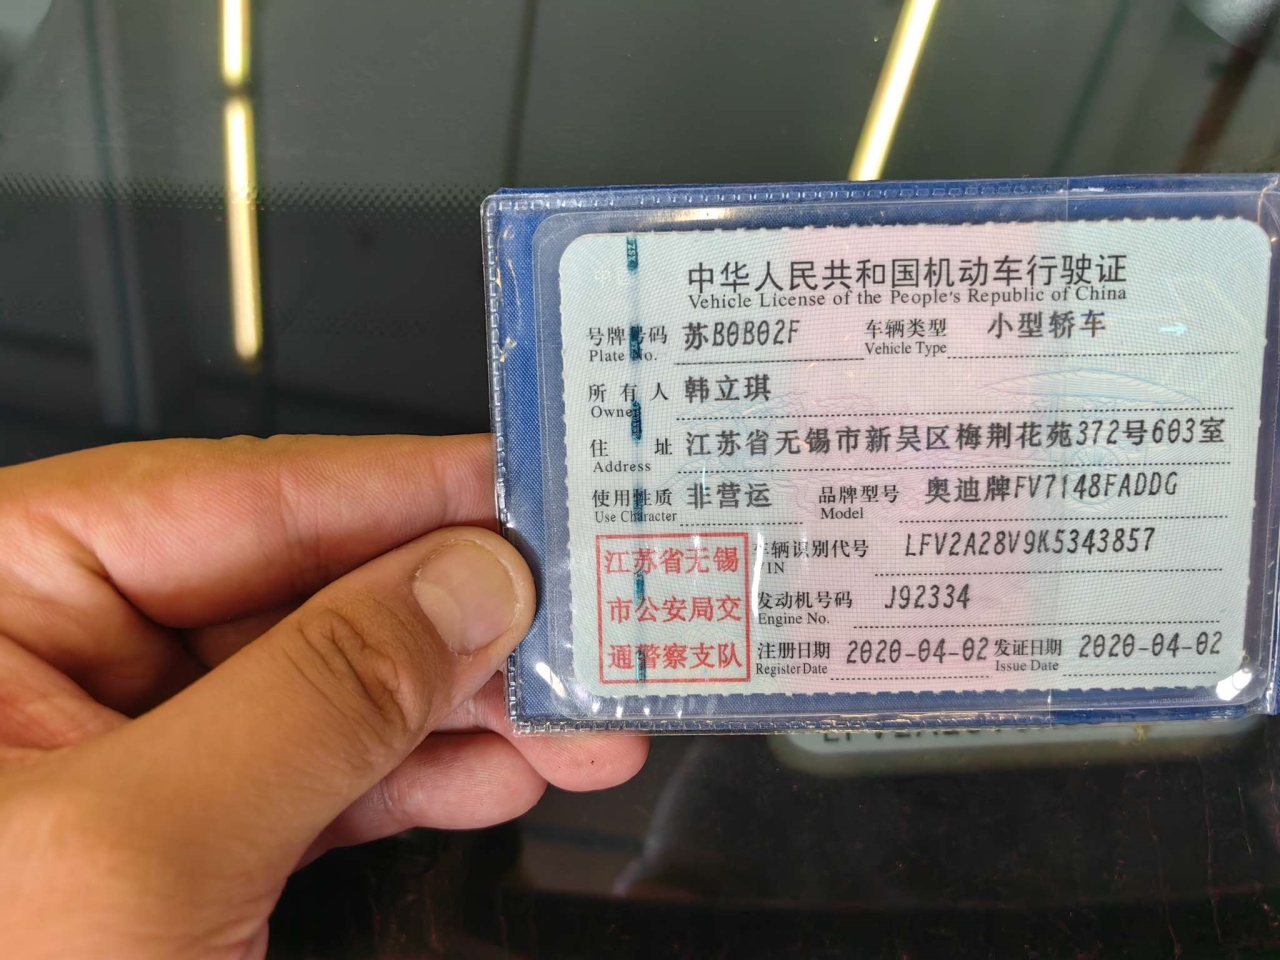 中华人民共和国机动车行驶证
Vehicle License of the People's Republic of China
号牌号码 苏B0B02F 车辆类型 小型轿车
Plate No. Vehicle Type
所有人 韩立琪
Owner
住址 江苏省无锡市新吴区梅荆花苑372号603室
Address
使用性质 非营运 品牌型号 奥迪牌FV7148FADDG
Use Character Model
江苏省无锡
市公安局交
通警察支队
车辆识别代号 LFV2A28V9K5343857
VIN
发动机号码 J92334
Engine No.
注册日期 2020-04-02 发证日期 2020-04-02
Register Date Issue Date